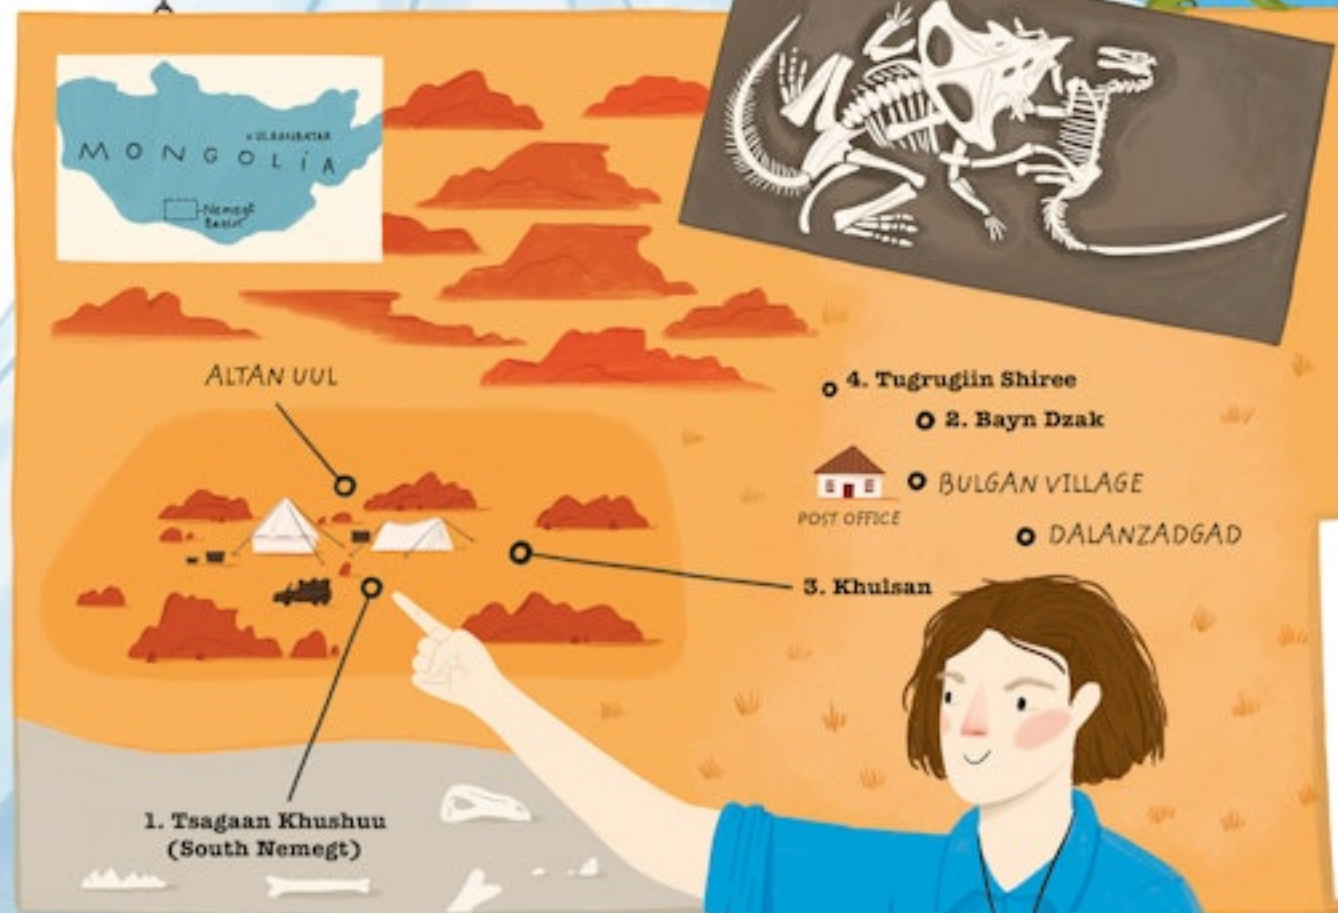 MONGOLiA
ULAANBATAR
Nemegt
Basin
ALTAN UUL
4. Tugrugiin Shiree
2. Bayn Dzak
BULGAN VILLAGE
POST OFFICE
DALANZADGAD
3. Khulsan
1. Tsagaan Khushuu
(South Nemegt)